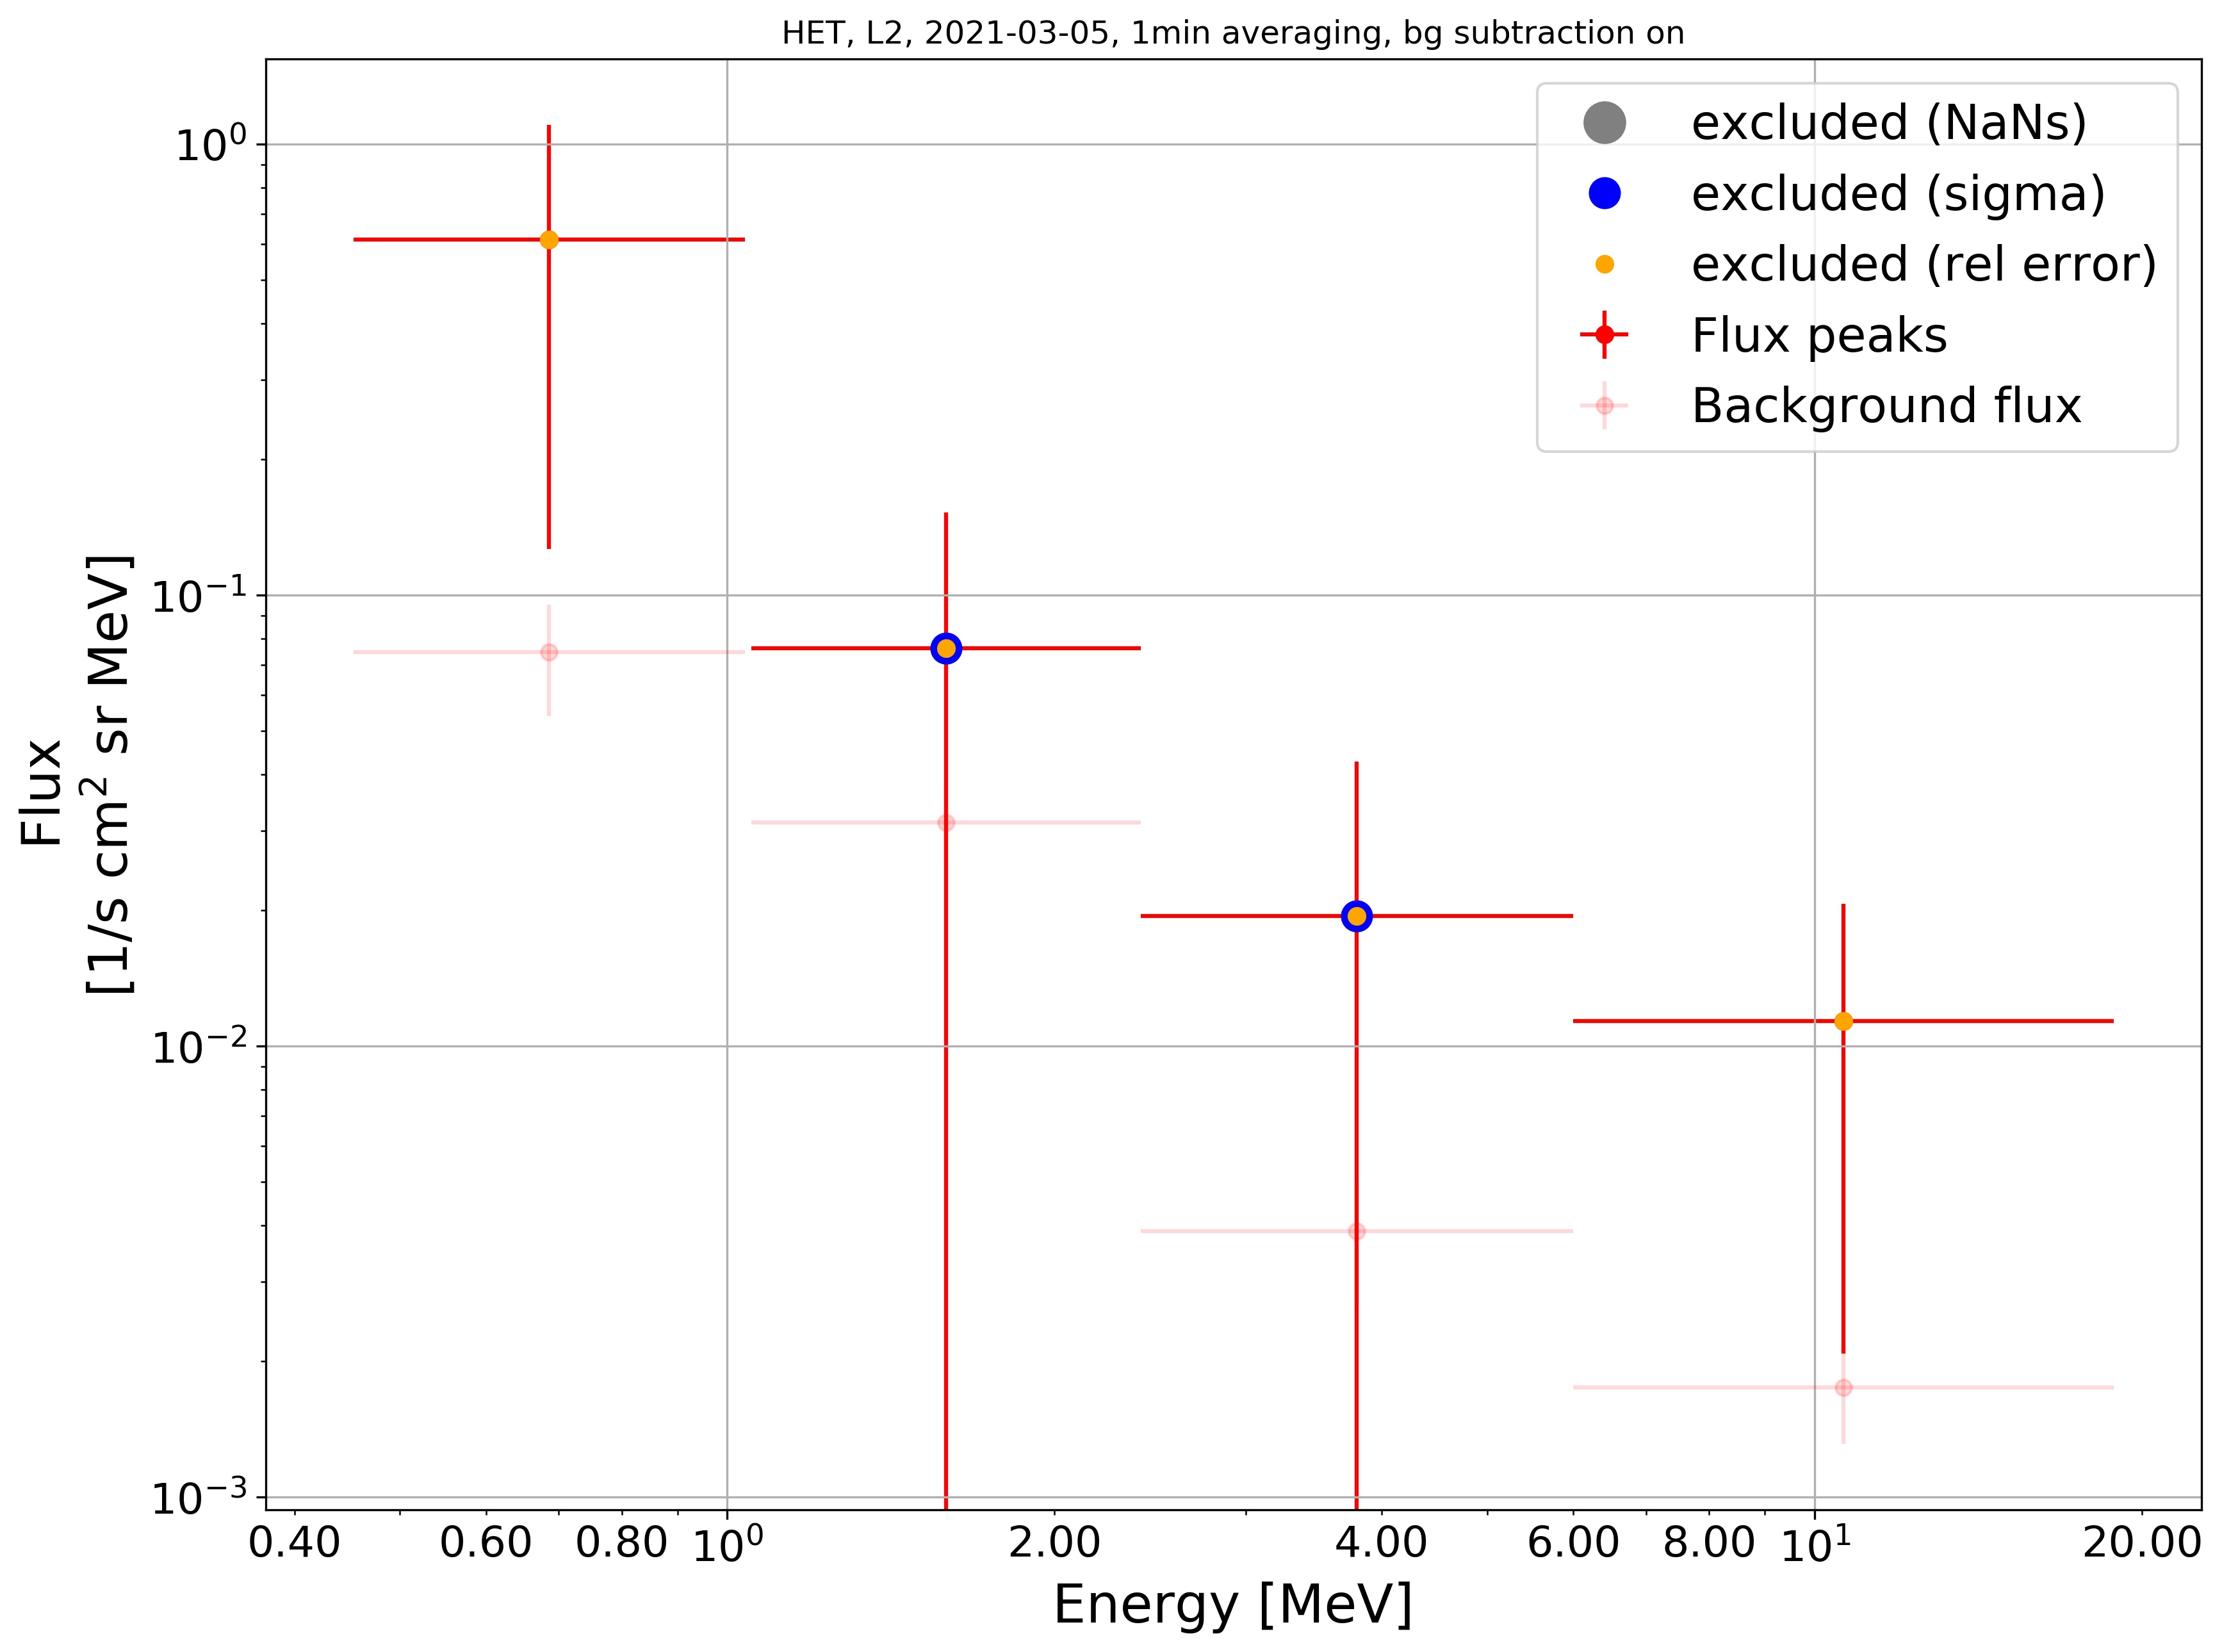 HET, L2, 2021-03-05, 1min averaging, bg subtraction on
excluded (NaNs)
excluded (sigma)
excluded (rel error)
Flux peaks
Background flux
Flux
[1/s cm² sr MeV]
10⁰
10⁻¹
10⁻²
10⁻³
0.40 0.60 0.80 10⁰ 2.00 4.00 6.00 8.00 10¹ 20.00
Energy [MeV]